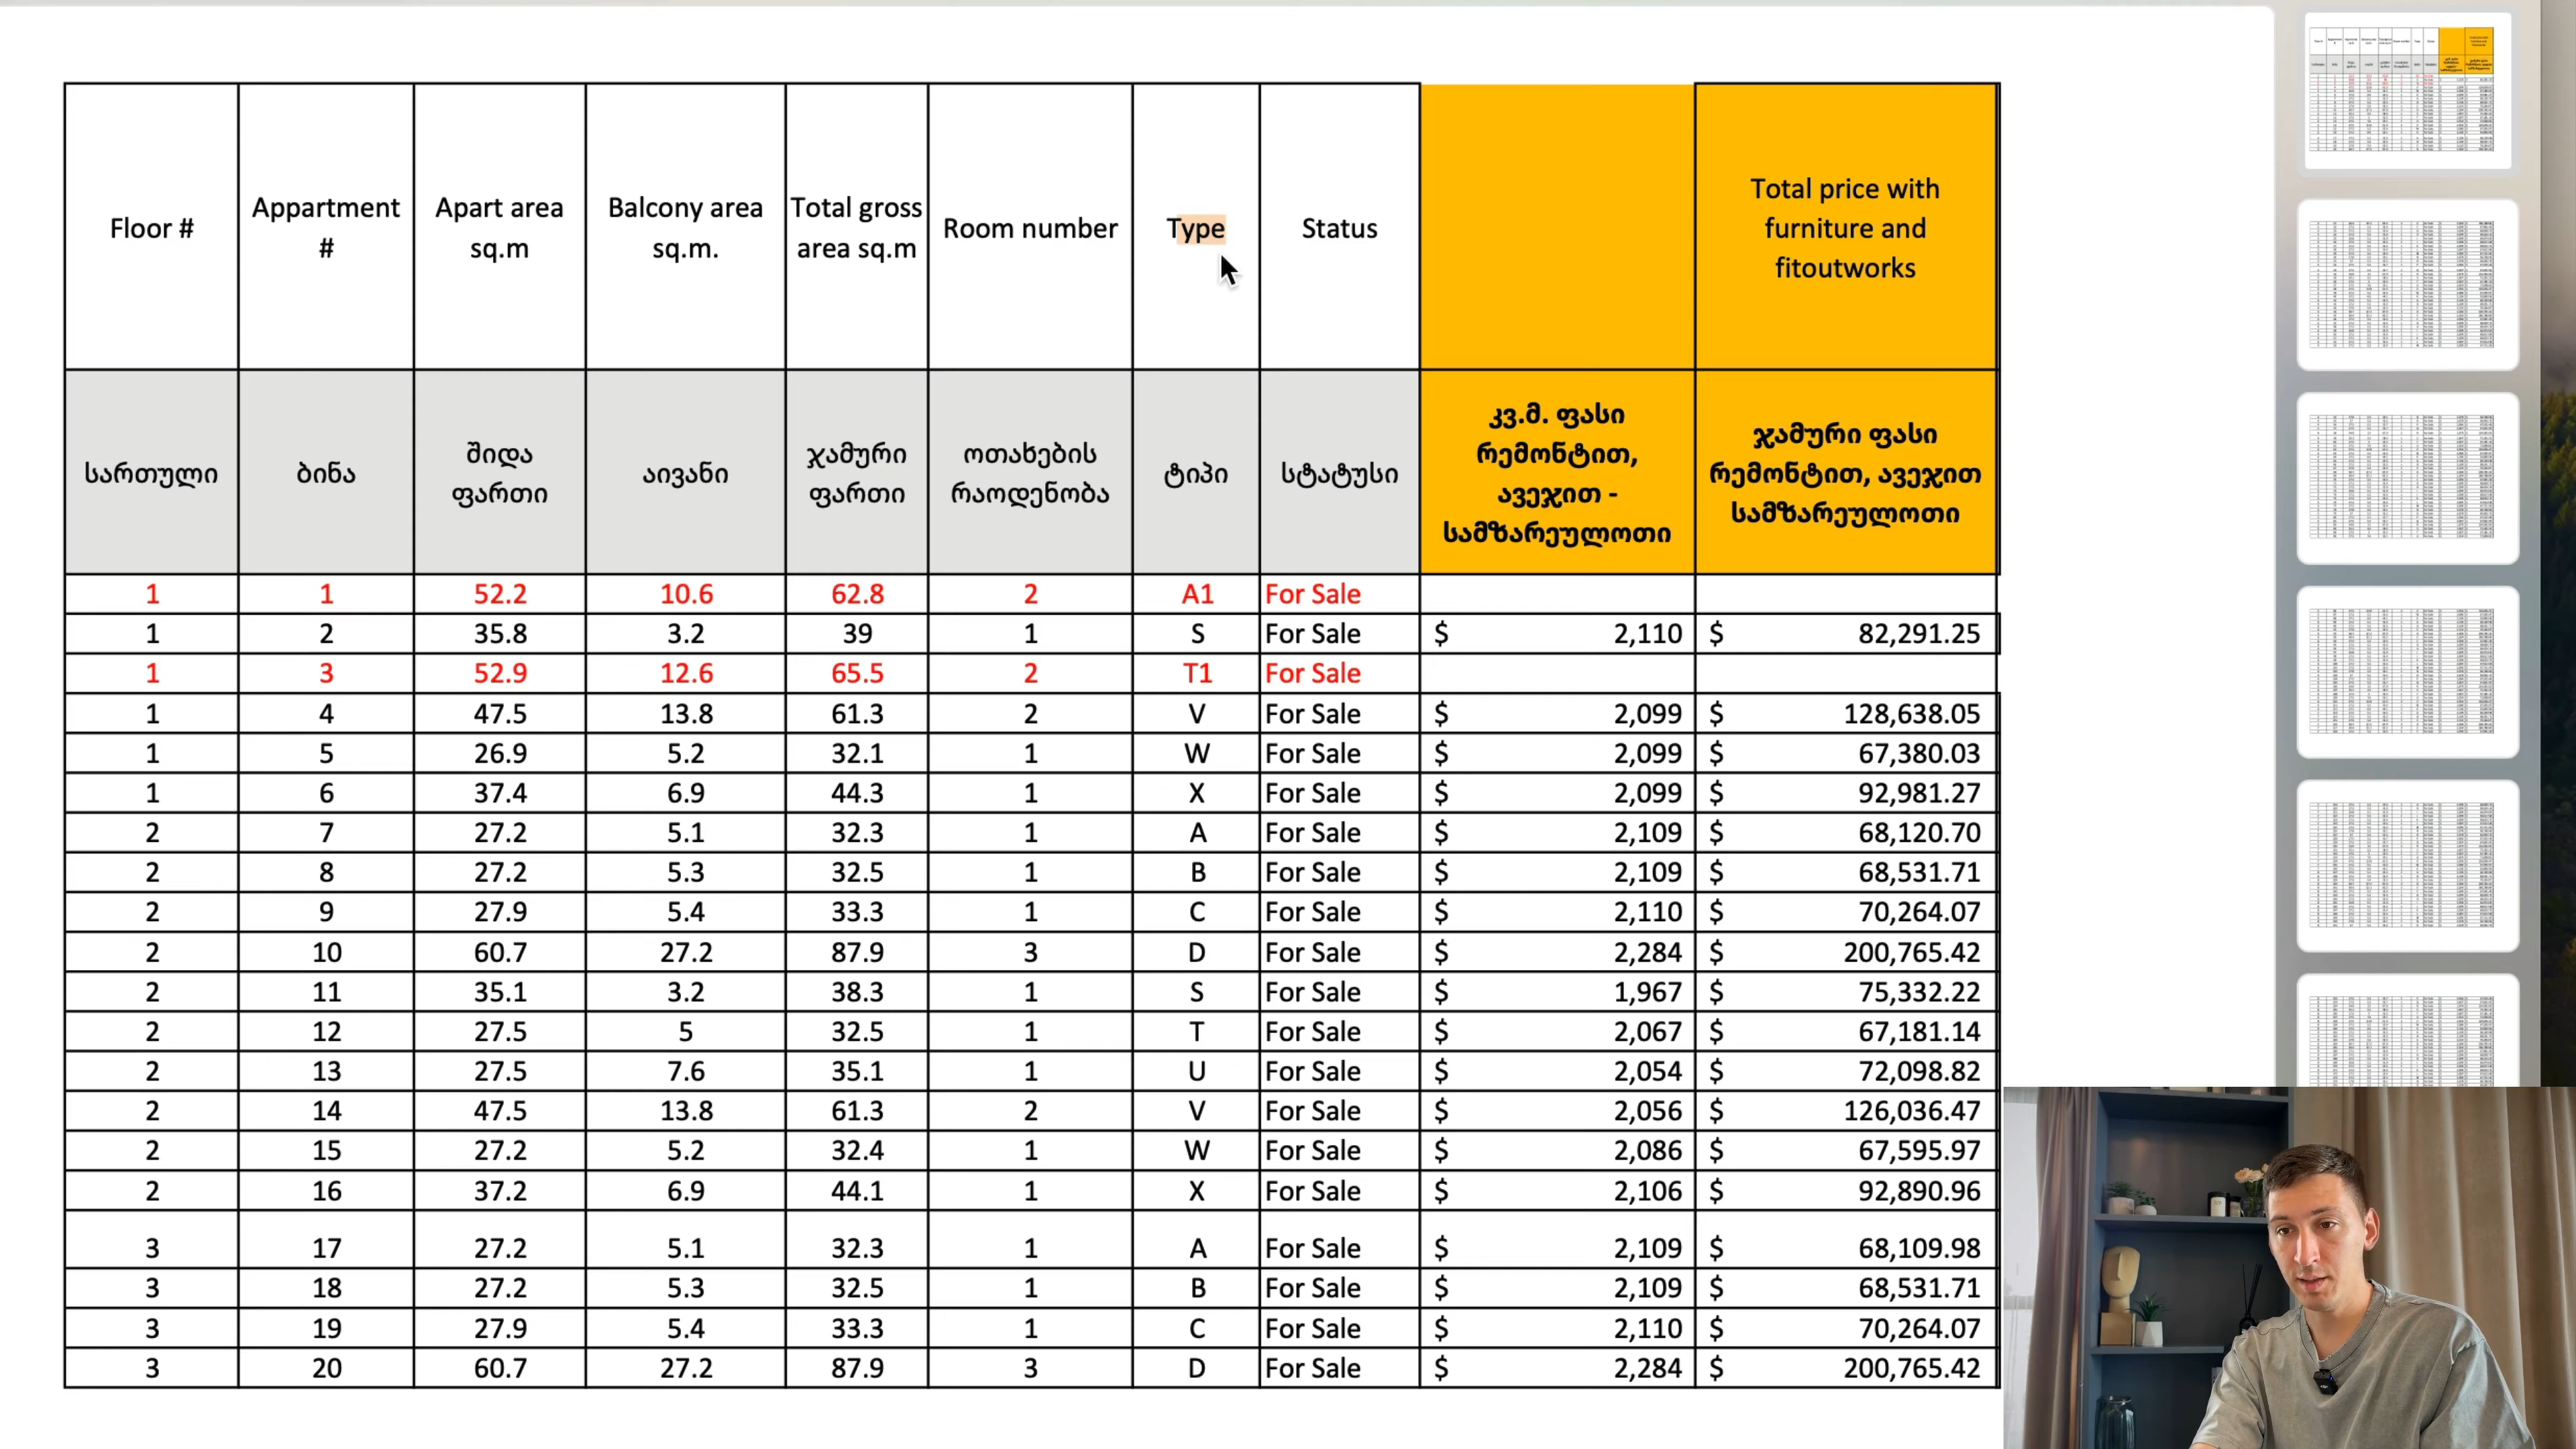 Floor # Appartment # Apart area sq.m Balcony area sq.m. Total gross area sq.m Room number Type Status Total price with furniture and fitoutworks
სართული ბინა შიდა ფართი აივანი ჯამური ფართი ოთახების რაოდენობა ტიპი სტატუსი კვ.მ. ფასი რემონტით, ავეჯით - სამზარეულოთი ჯამური ფასი რემონტით, ავეჯით სამზარეულოთი
1 1 52.2 10.6 62.8 2 A1 For Sale
1 2 35.8 3.2 39 1 S For Sale $ 2,110 $ 82,291.25
1 3 52.9 12.6 65.5 2 T1 For Sale
1 4 47.5 13.8 61.3 2 V For Sale $ 2,099 $ 128,638.05
1 5 26.9 5.2 32.1 1 W For Sale $ 2,099 $ 67,380.03
1 6 37.4 6.9 44.3 1 X For Sale $ 2,099 $ 92,981.27
2 7 27.2 5.1 32.3 1 A For Sale $ 2,109 $ 68,120.70
2 8 27.2 5.3 32.5 1 B For Sale $ 2,109 $ 68,531.71
2 9 27.9 5.4 33.3 1 C For Sale $ 2,110 $ 70,264.07
2 10 60.7 27.2 87.9 3 D For Sale $ 2,284 $ 200,765.42
2 11 35.1 3.2 38.3 1 S For Sale $ 1,967 $ 75,332.22
2 12 27.5 5 32.5 1 T For Sale $ 2,067 $ 67,181.14
2 13 27.5 7.6 35.1 1 U For Sale $ 2,054 $ 72,098.82
2 14 47.5 13.8 61.3 2 V For Sale $ 2,056 $ 126,036.47
2 15 27.2 5.2 32.4 1 W For Sale $ 2,086 $ 67,595.97
2 16 37.2 6.9 44.1 1 X For Sale $ 2,106 $ 92,890.96
3 17 27.2 5.1 32.3 1 A For Sale $ 2,109 $ 68,109.98
3 18 27.2 5.3 32.5 1 B For Sale $ 2,109 $ 68,531.71
3 19 27.9 5.4 33.3 1 C For Sale $ 2,110 $ 70,264.07
3 20 60.7 27.2 87.9 3 D For Sale $ 2,284 $ 200,765.42